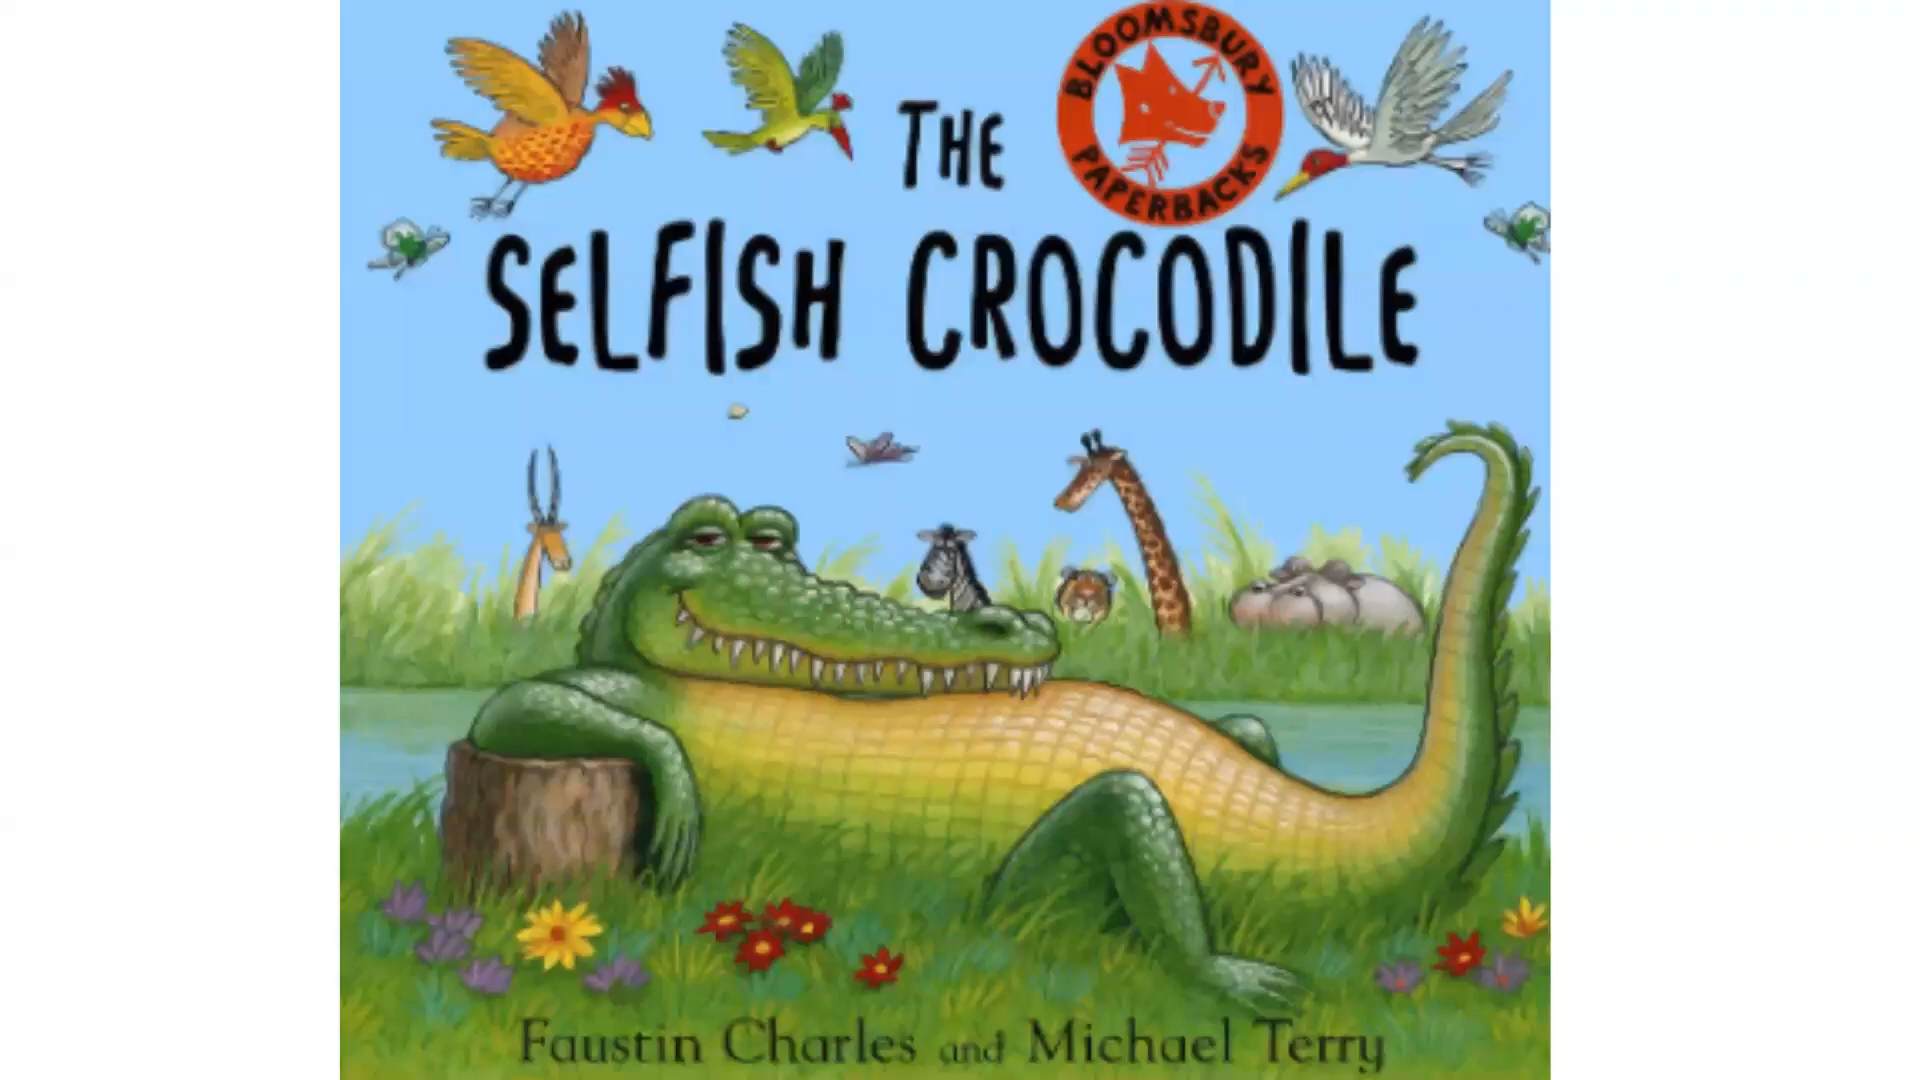 THE
BLOOMSBURY
PAPERBACKS
SELFISH CROCODILE
Faustin Charles and Michael Terry